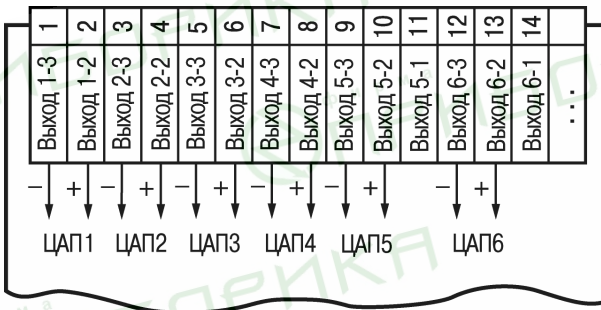 1 2 3 4 5 6 7 8 9 10 11 12 13 14
Выход 1-3
Выход 1-2
Выход 2-3
Выход 2-2
Выход 3-3
Выход 3-2
Выход 4-3
Выход 4-2
Выход 5-3
Выход 5-2
Выход 5-1
Выход 6-3
Выход 6-2
Выход 6-1
...
– + – + – + – + – + – +
ЦАП1 ЦАП2 ЦАП3 ЦАП4 ЦАП5 ЦАП6